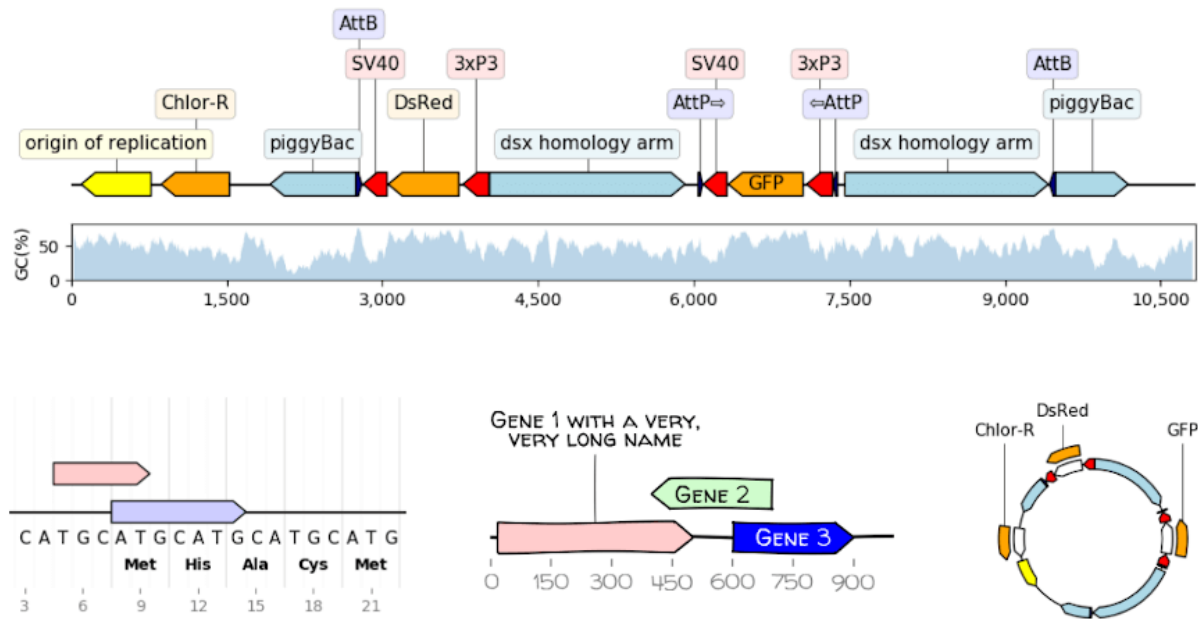 AttB
SV40 3xP3 SV40 3xP3 AttB
Chlor-R DsRed AttP⇨ ⇦AttP piggyBac
origin of replication piggyBac dsx homology arm dsx homology arm
GFP
GC(%)
50
0
0 1,500 3,000 4,500 6,000 7,500 9,000 10,500
C A T G C A T G C A T G C A T G C A T G
Met His Ala Cys Met
3 6 9 12 15 18 21
GENE 1 WITH A VERY,
VERY LONG NAME
GENE 2
GENE 3
0 150 300 450 600 750 900
DsRed
Chlor-R GFP